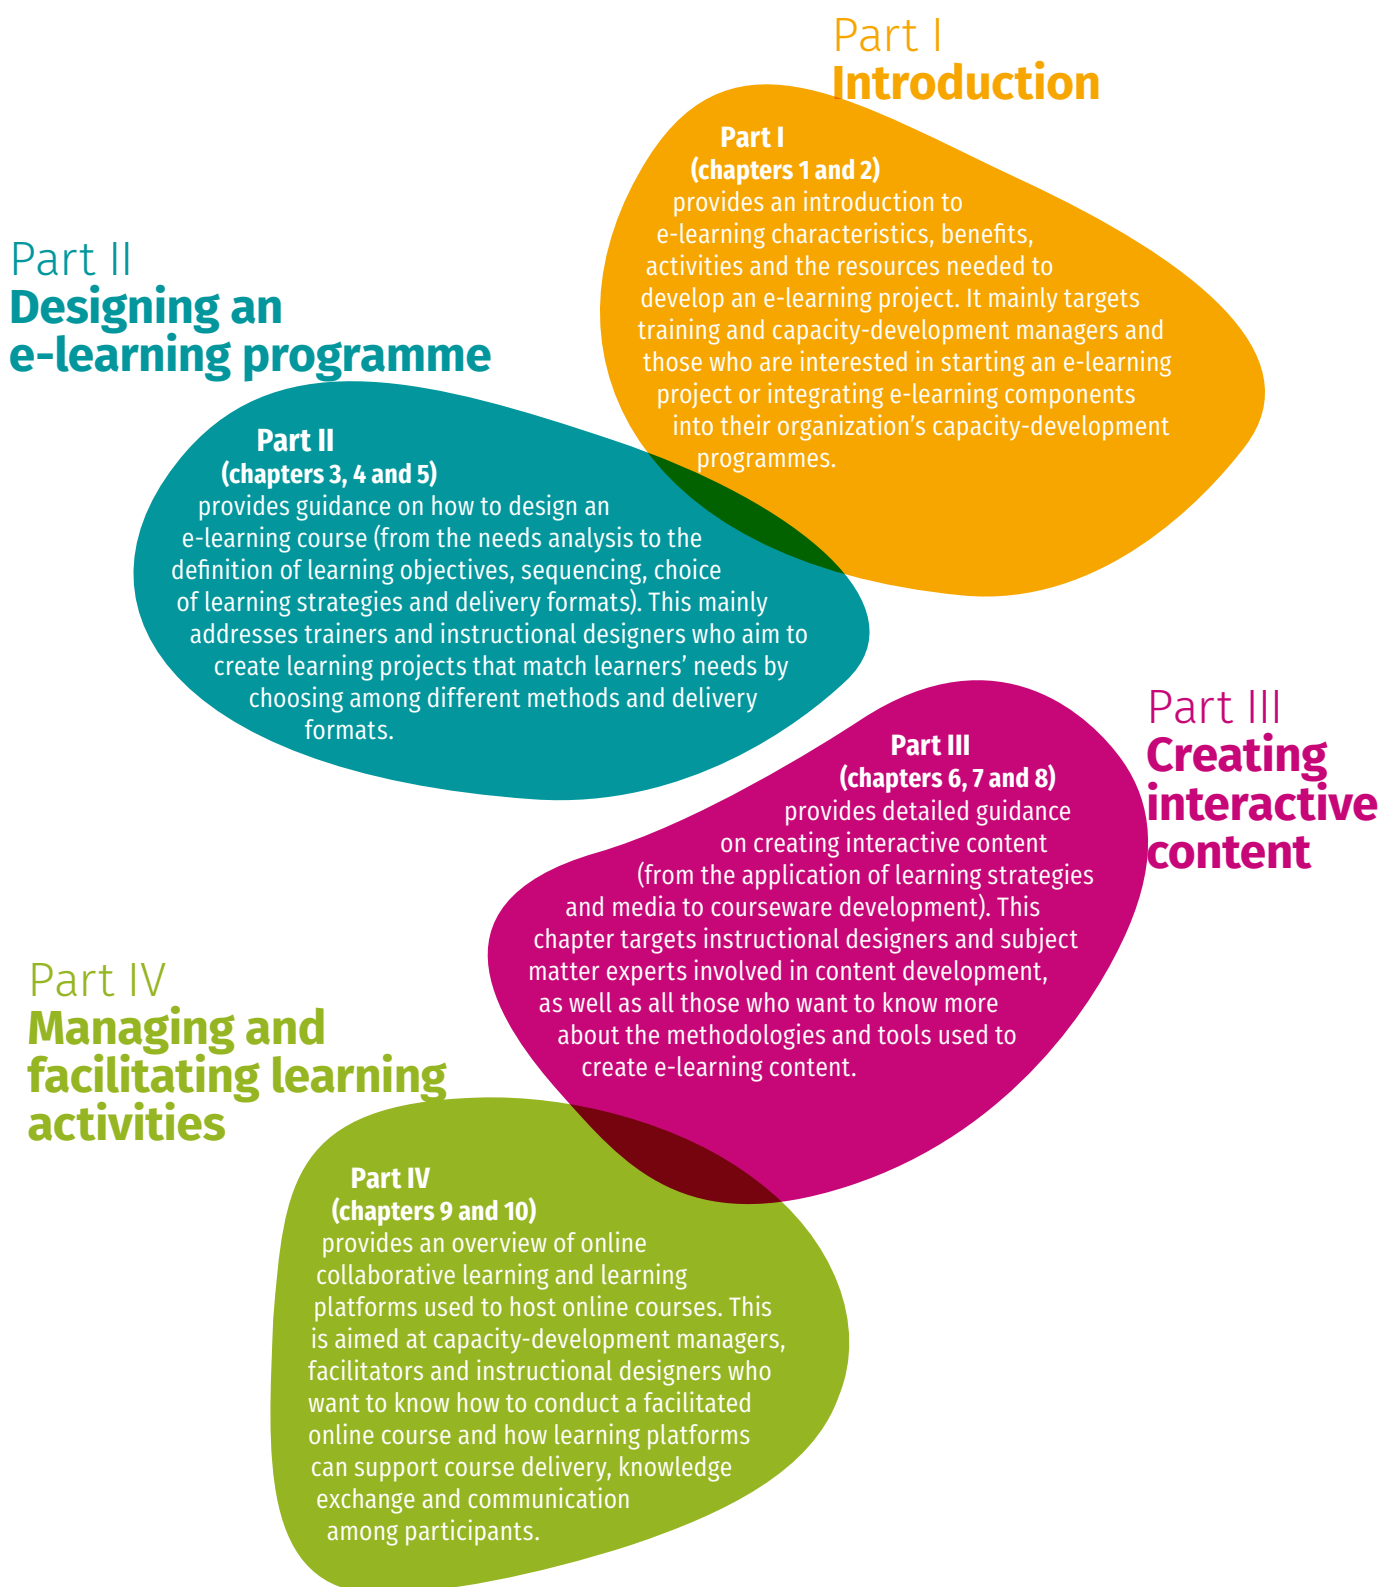 Part I
Introduction
Part I
(chapters 1 and 2)
provides an introduction to
e-learning characteristics, benefits,
activities and the resources needed to
develop an e-learning project. It mainly targets
training and capacity-development managers and
those who are interested in starting an e-learning
project or integrating e-learning components
into their organization’s capacity-development
programmes.
Part II
Designing an
e-learning programme
Part II
(chapters 3, 4 and 5)
provides guidance on how to design an
e-learning course (from the needs analysis to the
definition of learning objectives, sequencing, choice
of learning strategies and delivery formats). This mainly
addresses trainers and instructional designers who aim to
create learning projects that match learners’ needs by
choosing among different methods and delivery
formats.
Part III
Creating
interactive
content
Part III
(chapters 6, 7 and 8)
provides detailed guidance
on creating interactive content
(from the application of learning strategies
and media to courseware development). This
chapter targets instructional designers and subject
matter experts involved in content development,
as well as all those who want to know more
about the methodologies and tools used to
create e-learning content.
Part IV
Managing and
facilitating learning
activities
Part IV
(chapters 9 and 10)
provides an overview of online
collaborative learning and learning
platforms used to host online courses. This
is aimed at capacity-development managers,
facilitators and instructional designers who
want to know how to conduct a facilitated
online course and how learning platforms
can support course delivery, knowledge
exchange and communication
among participants.